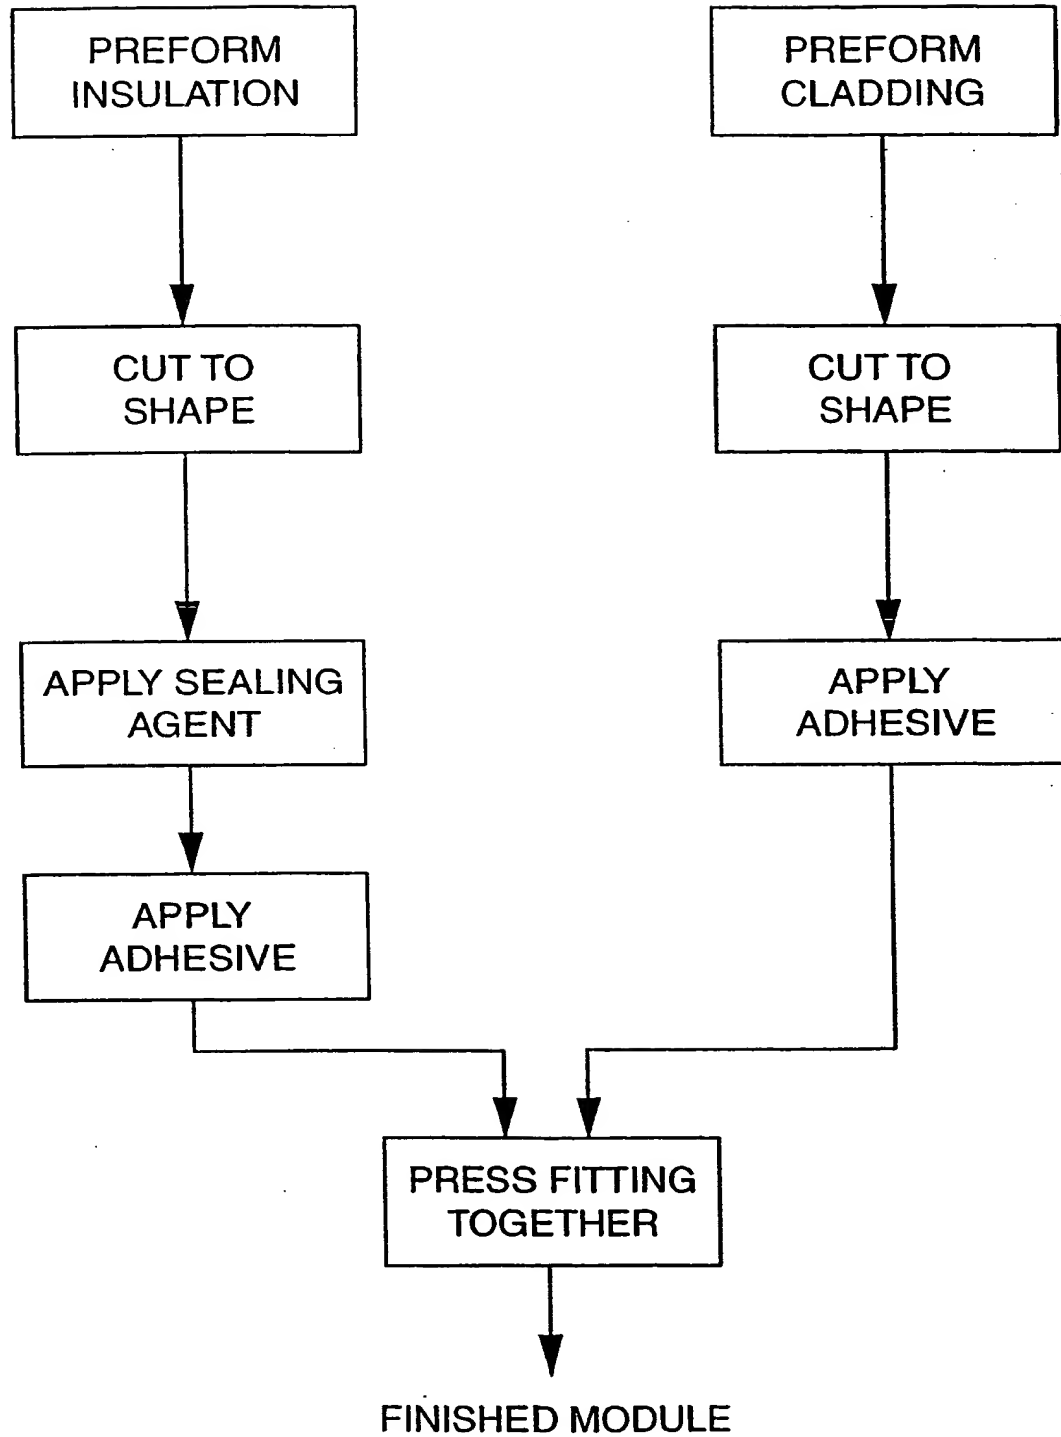 PREFORM
INSULATION
PREFORM
CLADDING
CUT TO
SHAPE
CUT TO
SHAPE
APPLY SEALING
AGENT
APPLY
ADHESIVE
APPLY
ADHESIVE
PRESS FITTING
TOGETHER
FINISHED MODULE